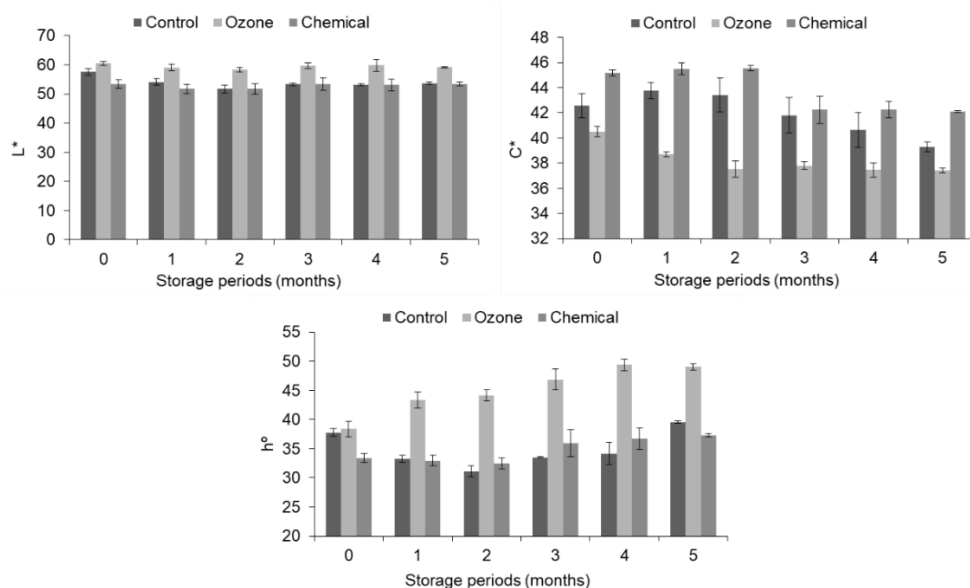 Control Ozone Chemical
70
60
50
40
30
20
10
0
L*
0 1 2 3 4 5
Storage periods (months)
Control Ozone Chemical
48
46
44
42
40
38
36
34
32
C*
0 1 2 3 4 5
Storage periods (months)
Control Ozone Chemical
55
50
45
40
35
30
25
20
hº
0 1 2 3 4 5
Storage periods (months)